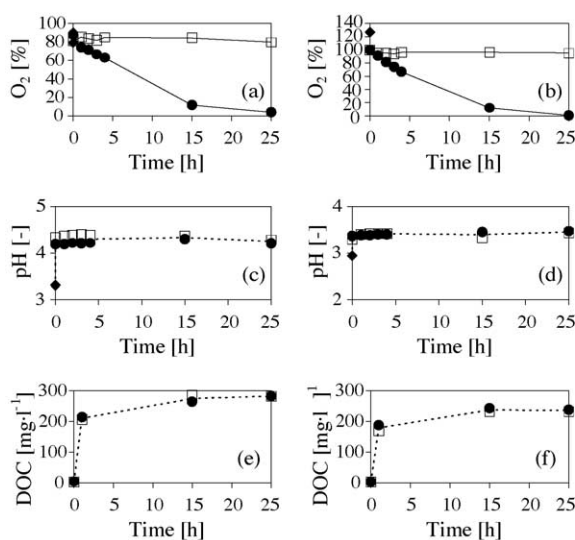 O₂ [%]
100
80
60
40
20
0
(a)
0 5 10 15 20 25
Time [h]
O₂ [%]
140
120
100
80
60
40
20
0
(b)
0 5 10 15 20 25
Time [h]
pH [-]
5
4
3
(c)
0 5 10 15 20 25
Time [h]
pH [-]
5
4
3
2
1
(d)
0 5 10 15 20 25
Time [h]
DOC [mg·l⁻¹]
300
200
100
0
(e)
0 5 10 15 20 25
Time [h]
DOC [mg·l ]¹
300
200
100
0
(f)
0 5 10 15 20 25
Time [h]